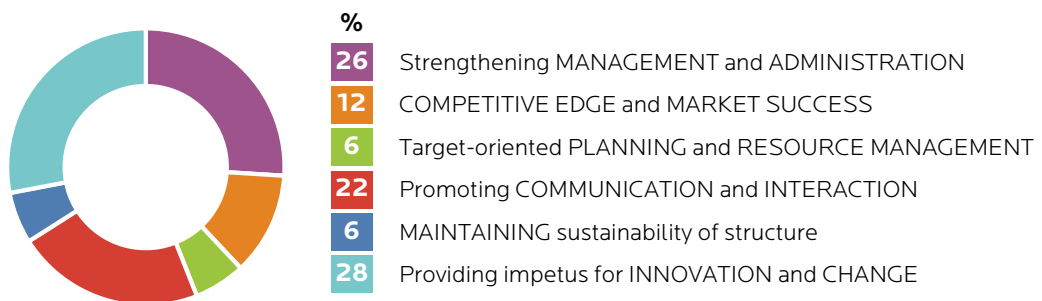 %
26 Strengthening MANAGEMENT and ADMINISTRATION
12 COMPETITIVE EDGE and MARKET SUCCESS
6 Target-oriented PLANNING and RESOURCE MANAGEMENT
22 Promoting COMMUNICATION and INTERACTION
6 MAINTAINING sustainability of structure
28 Providing impetus for INNOVATION and CHANGE